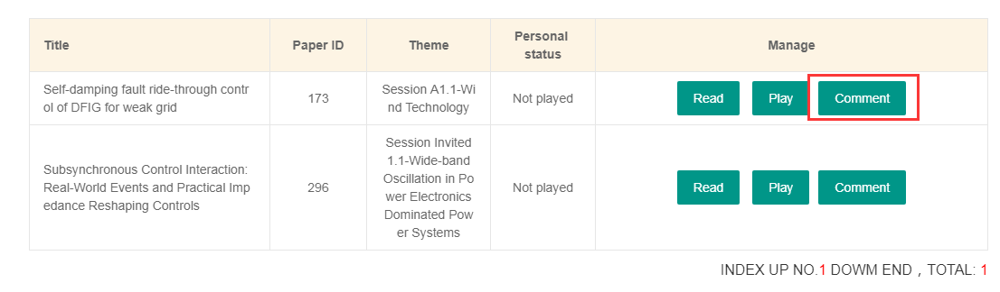 Title
Paper ID
Theme
Personal
status
Manage
Self-damping fault ride-through contr
ol of DFIG for weak grid
173
Session A1.1-Wi
nd Technology
Not played
Read
Play
Comment
Subsynchronous Control Interaction:
Real-World Events and Practical Imp
edance Reshaping Controls
296
Session Invited
1.1-Wide-band
Oscillation in Po
wer Electronics
Dominated Pow
er Systems
Not played
Read
Play
Comment
INDEX UP NO.1 DOWM END，TOTAL: 1